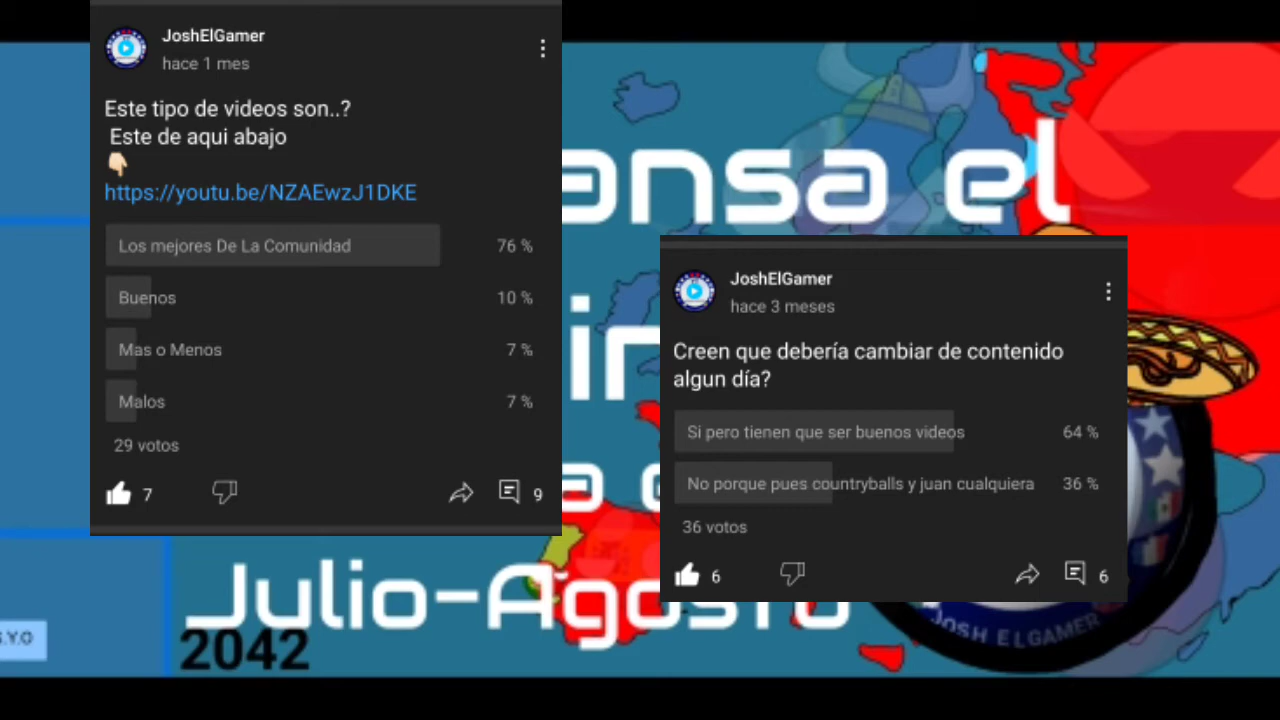 JoshElGamer
hace 1 mes
Este tipo de videos son..?
Este de aqui abajo
https://youtu.be/NZAEwzJ1DKE
Los mejores De La Comunidad 76 %
Buenos 10 %
Mas o Menos 7 %
Malos 7 %
29 votos
7 9
JoshElGamer
hace 3 meses
Creen que debería cambiar de contenido
algun día?
Si pero tienen que ser buenos videos 64 %
No porque pues countryballs y juan cualquiera 36 %
36 votos
6 6
ansa el
in
a
Julio-Agosto
2042
S.Y.O
JOSH ELGAMER